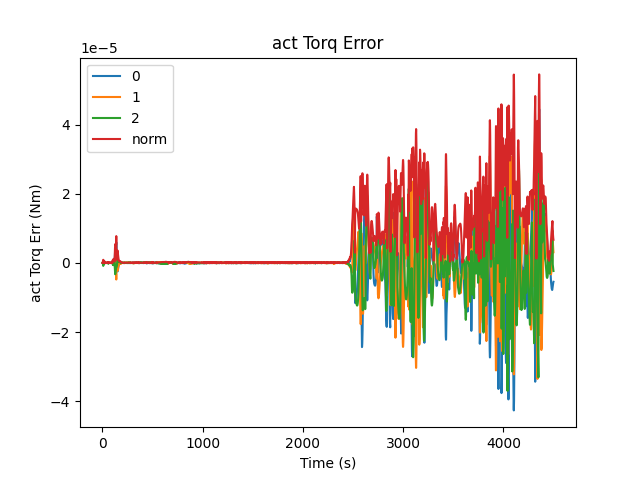 act Torq Error
1e−5
0
1
2
norm
4
2
0
−2
−4
act Torq Err (Nm)
0
1000
2000
3000
4000
Time (s)